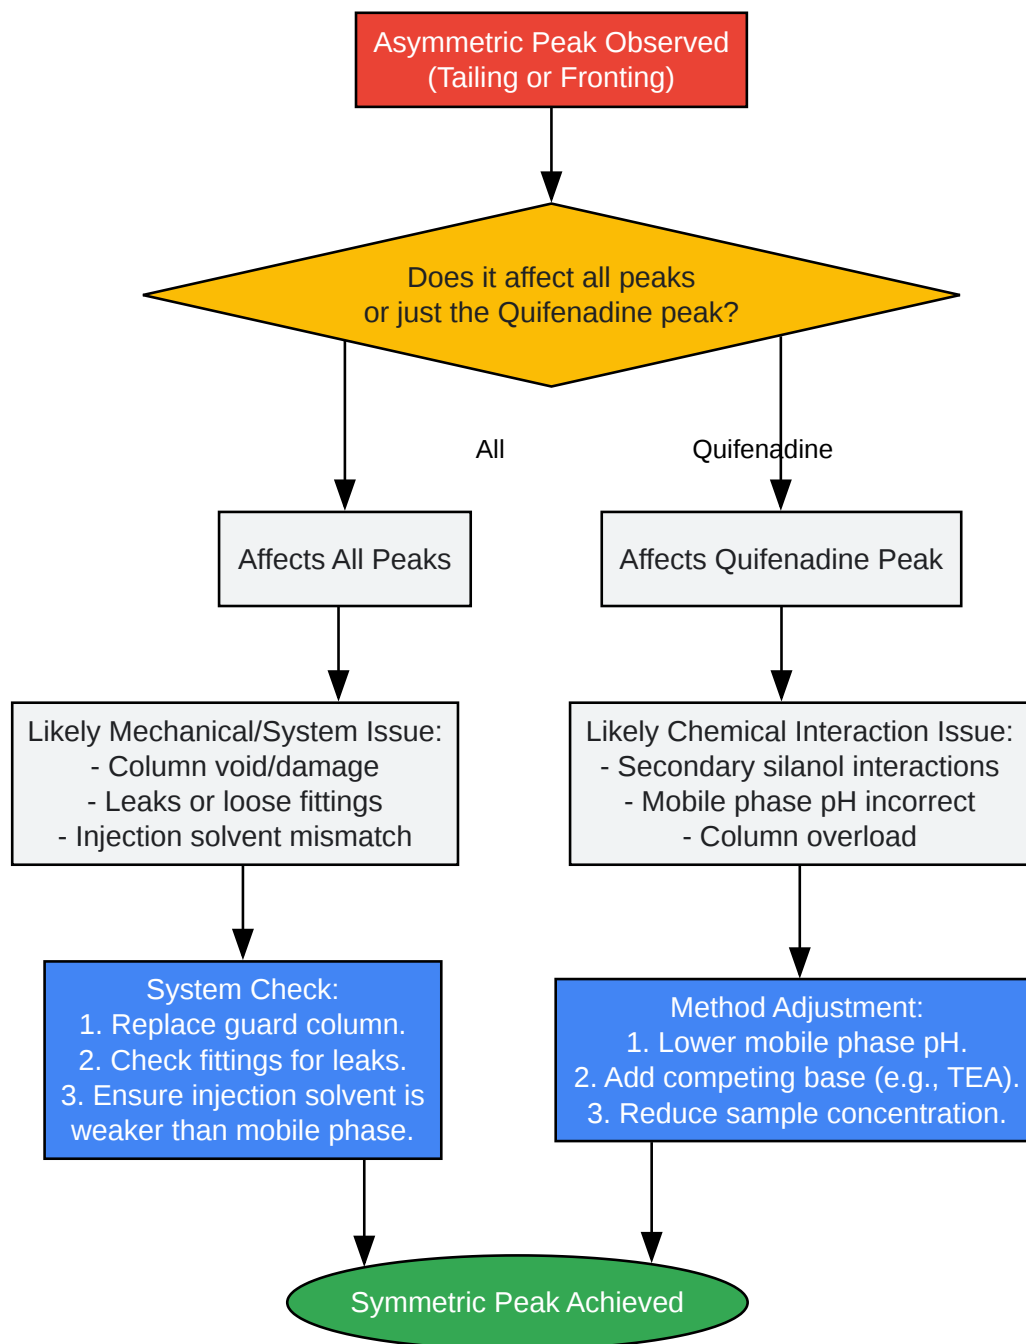 Asymmetric Peak Observed
(Tailing or Fronting)
Does it affect all peaks
or just the Quifenadine peak?
All
Quifenadine
Affects All Peaks
Affects Quifenadine Peak
Likely Mechanical/System Issue:
- Column void/damage
- Leaks or loose fittings
- Injection solvent mismatch
Likely Chemical Interaction Issue:
- Secondary silanol interactions
- Mobile phase pH incorrect
- Column overload
System Check:
1. Replace guard column.
2. Check fittings for leaks.
3. Ensure injection solvent is
weaker than mobile phase.
Method Adjustment:
1. Lower mobile phase pH.
2. Add competing base (e.g., TEA).
3. Reduce sample concentration.
Symmetric Peak Achieved